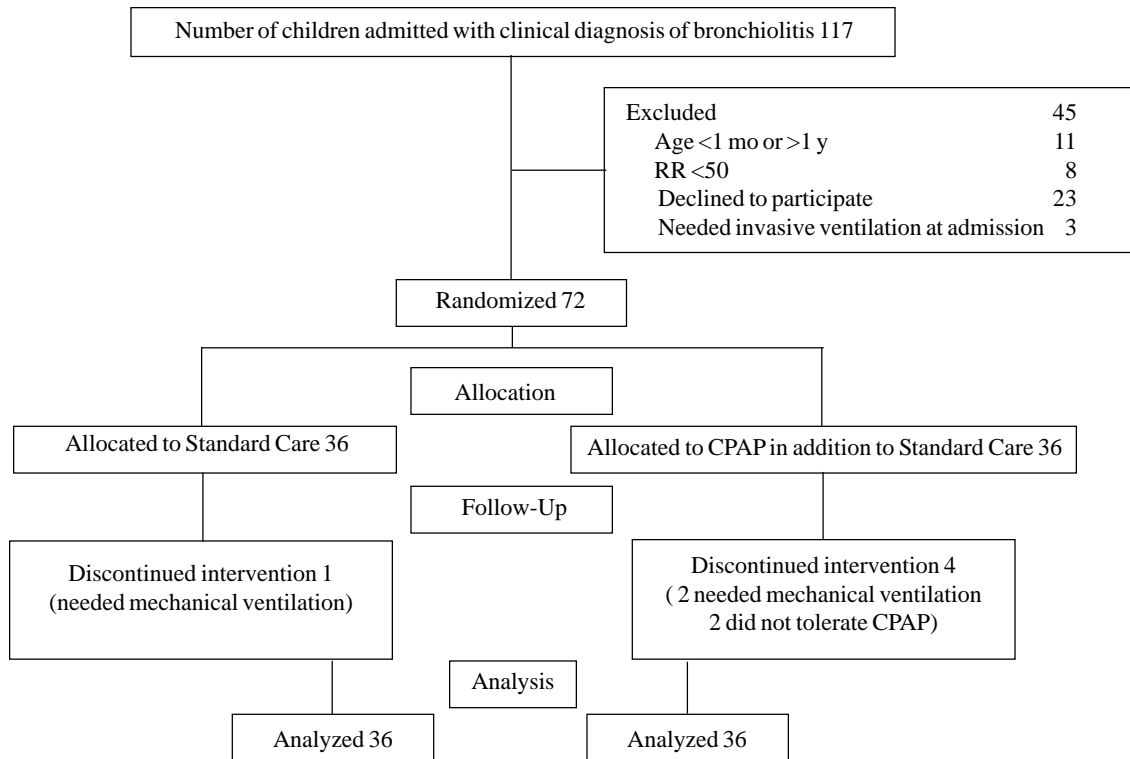 Number of children admitted with clinical diagnosis of bronchiolitis 117
Excluded 45
Age <1 mo or >1 y 11
RR <50 8
Declined to participate 23
Needed invasive ventilation at admission 3
Randomized 72
Allocation
Allocated to Standard Care 36
Allocated to CPAP in addition to Standard Care 36
Follow-Up
Discontinued intervention 1
(needed mechanical ventilation)
Discontinued intervention 4
( 2 needed mechanical ventilation
2 did not tolerate CPAP)
Analysis
Analyzed 36
Analyzed 36